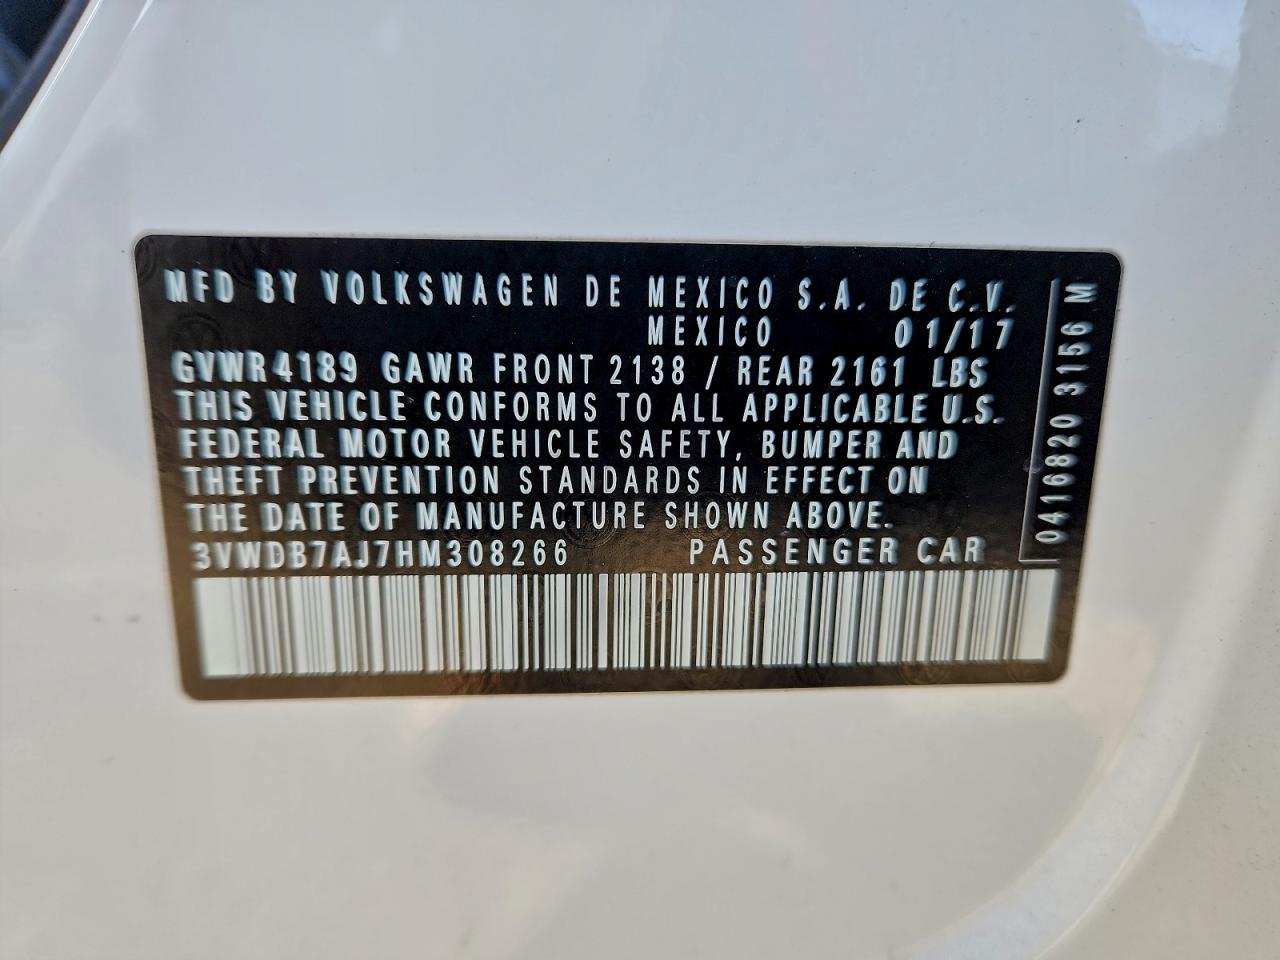 MFD BY VOLKSWAGEN DE MEXICO S.A. DE C.V.
MEXICO 01/17
GVWR 4189 GAWR FRONT 2138 / REAR 2161 LBS
THIS VEHICLE CONFORMS TO ALL APPLICABLE U.S.
FEDERAL MOTOR VEHICLE SAFETY, BUMPER AND
THEFT PREVENTION STANDARDS IN EFFECT ON
THE DATE OF MANUFACTURE SHOWN ABOVE.
3VWDB7AJ7HM308266 PASSENGER CAR
0416820 3156 M